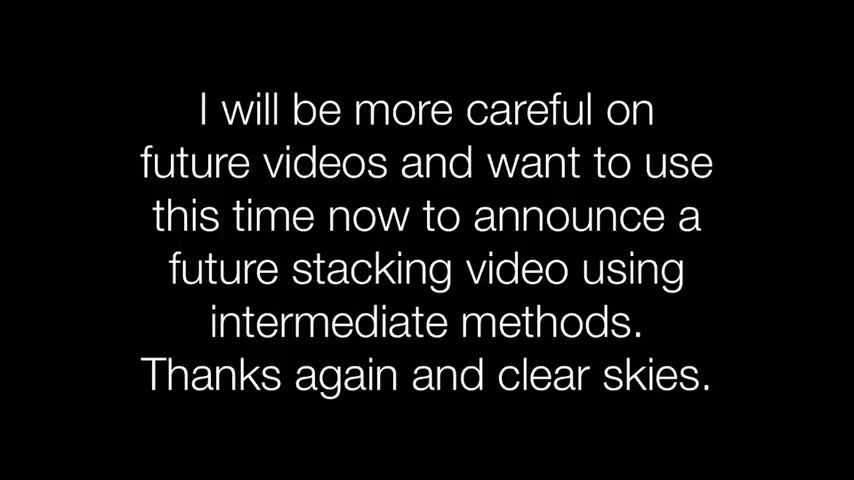 I will be more careful on
future videos and want to use
this time now to announce a
future stacking video using
intermediate methods.
Thanks again and clear skies.